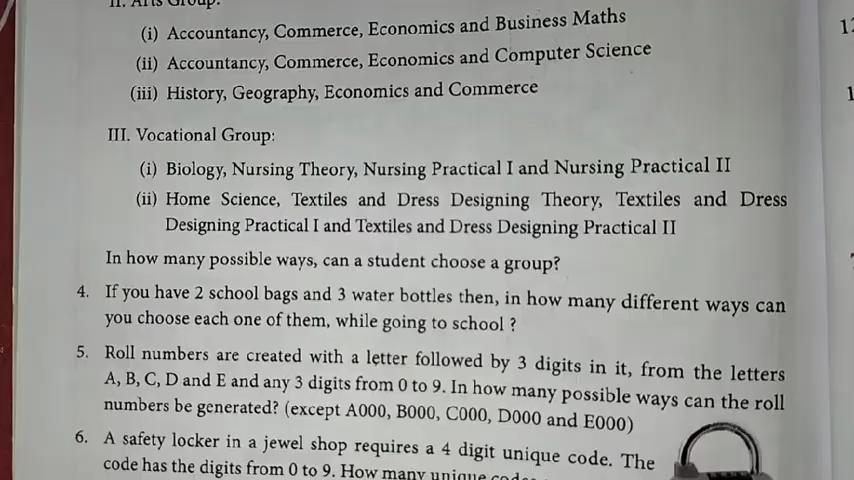 II. Arts Group:
(i) Accountancy, Commerce, Economics and Business Maths
(ii) Accountancy, Commerce, Economics and Computer Science
(iii) History, Geography, Economics and Commerce
III. Vocational Group:
(i) Biology, Nursing Theory, Nursing Practical I and Nursing Practical II
(ii) Home Science, Textiles and Dress Designing Theory, Textiles and Dress
Designing Practical I and Textiles and Dress Designing Practical II
In how many possible ways, can a student choose a group?
4. If you have 2 school bags and 3 water bottles then, in how many different ways can
you choose each one of them, while going to school ?
5. Roll numbers are created with a letter followed by 3 digits in it, from the letters
A, B, C, D and E and any 3 digits from 0 to 9. In how many possible ways can the roll
numbers be generated? (except A000, B000, C000, D000 and E000)
6. A safety locker in a jewel shop requires a 4 digit unique code. The
code has the digits from 0 to 9. How many unique